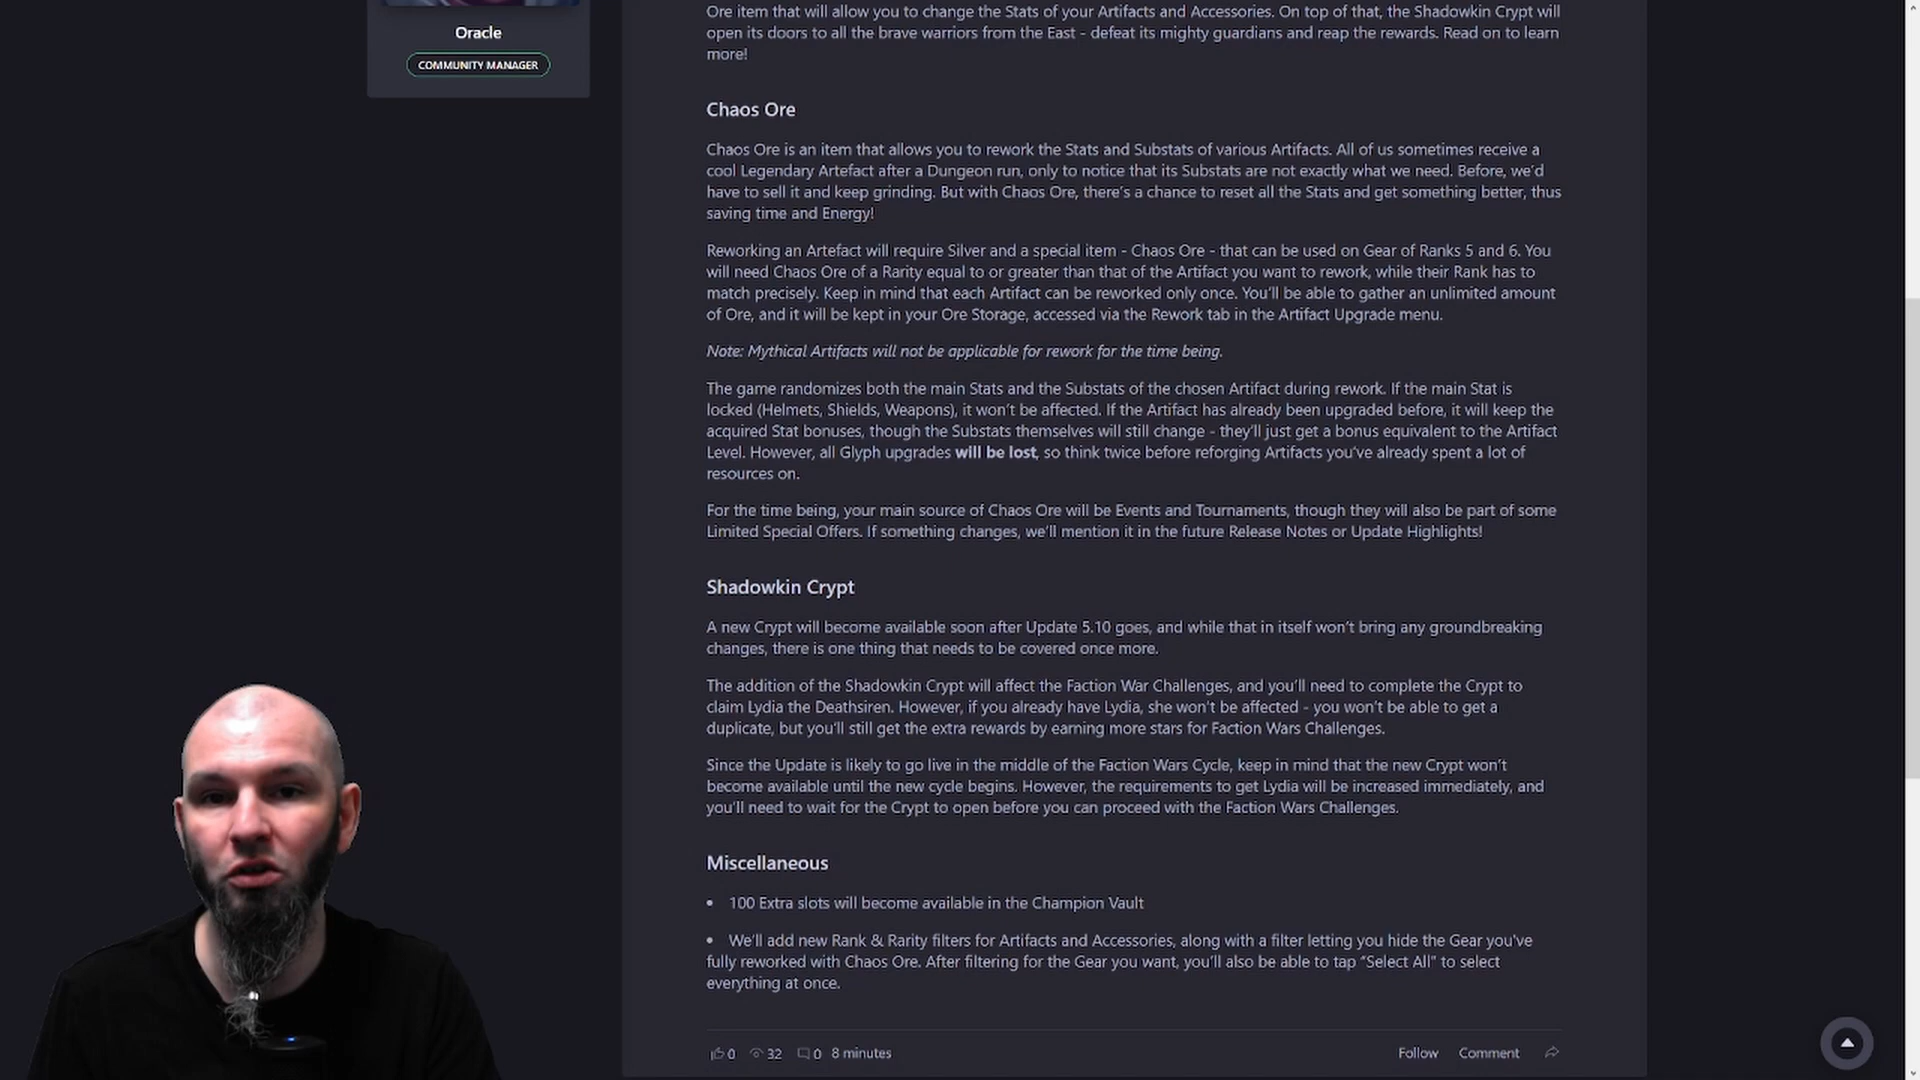 Oracle
COMMUNITY MANAGER
Ore item that will allow you to change the Stats of your Artifacts and Accessories. On top of that, the Shadowkin Crypt will
open its doors to all the brave warriors from the East - defeat its mighty guardians and reap the rewards. Read on to learn
more!
Chaos Ore
Chaos Ore is an item that allows you to rework the Stats and Substats of various Artifacts. All of us sometimes receive a
cool Legendary Artefact after a Dungeon run, only to notice that its Substats are not exactly what we need. Before, we'd
have to sell it and keep grinding. But with Chaos Ore, there's a chance to reset all the Stats and get something better, thus
saving time and Energy!
Reworking an Artefact will require Silver and a special item - Chaos Ore - that can be used on Gear of Ranks 5 and 6. You
will need Chaos Ore of a Rarity equal to or greater than that of the Artifact you want to rework, while their Rank has to
match precisely. Keep in mind that each Artifact can be reworked only once. You'll be able to gather an unlimited amount
of Ore, and it will be kept in your Ore Storage, accessed via the Rework tab in the Artifact Upgrade menu.
Note: Mythical Artifacts will not be applicable for rework for the time being.
The game randomizes both the main Stats and the Substats of the chosen Artifact during rework. If the main Stat is
locked (Helmets, Shields, Weapons), it won't be affected. If the Artifact has already been upgraded before, it will keep the
acquired Stat bonuses, though the Substats themselves will still change - they'll just get a bonus equivalent to the Artifact
Level. However, all Glyph upgrades will be lost, so think twice before reforging Artifacts you've already spent a lot of
resources on.
For the time being, your main source of Chaos Ore will be Events and Tournaments, though they will also be part of some
Limited Special Offers. If something changes, we'll mention it in the future Release Notes or Update Highlights!
Shadowkin Crypt
A new Crypt will become available soon after Update 5.10 goes, and while that in itself won't bring any groundbreaking
changes, there is one thing that needs to be covered once more.
The addition of the Shadowkin Crypt will affect the Faction War Challenges, and you'll need to complete the Crypt to
claim Lydia the Deathsiren. However, if you already have Lydia, she won't be affected - you won't be able to get a
duplicate, but you'll still get the extra rewards by earning more stars for Faction Wars Challenges.
Since the Update is likely to go live in the middle of the Faction Wars Cycle, keep in mind that the new Crypt won't
become available until the new cycle begins. However, the requirements to get Lydia will be increased immediately, and
you'll need to wait for the Crypt to open before you can proceed with the Faction Wars Challenges.
Miscellaneous
• 100 Extra slots will become available in the Champion Vault
• We'll add new Rank & Rarity filters for Artifacts and Accessories, along with a filter letting you hide the Gear you've
fully reworked with Chaos Ore. After filtering for the Gear you want, you'll also be able to tap “Select All” to select
everything at once.
0 32 0 8 minutes Follow Comment